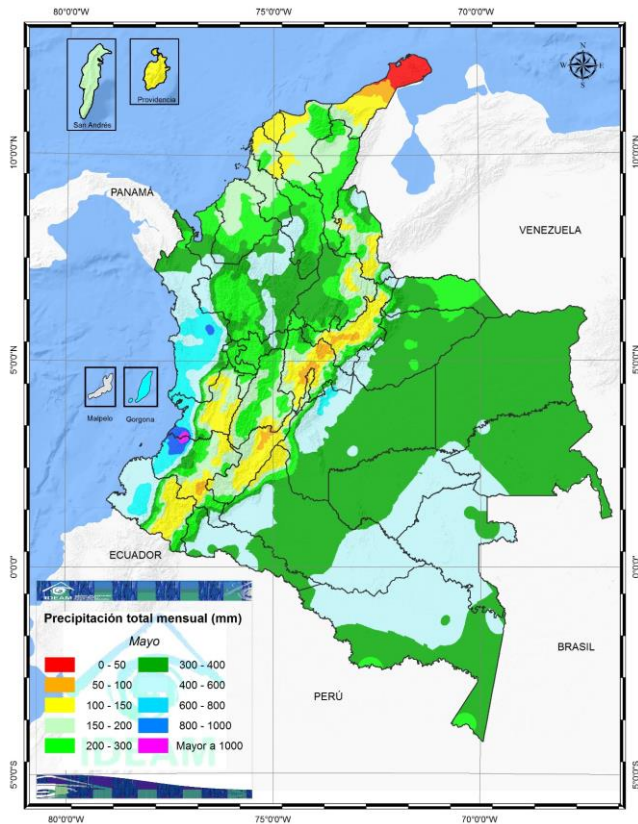 80°0'0"W 75°0'0"W 70°0'0"W
San Andrés
Providencia
N
W E
S
10°0'0"N 10°0'0"N
PANAMÁ
VENEZUELA
5°0'0"N 5°0'0"N
Malpelo Gorgona
ECUADOR
0°0'0" 0°0'0"
IDEAM
Precipitación total mensual (mm)
Mayo
0 - 50 300 - 400
50 - 100 400 - 600
100 - 150 600 - 800
150 - 200 800 - 1000
200 - 300 Mayor a 1000
IDEAM
BRASIL
PERÚ
5°0'0"S 5°0'0"S
80°0'0"W 75°0'0"W 70°0'0"W